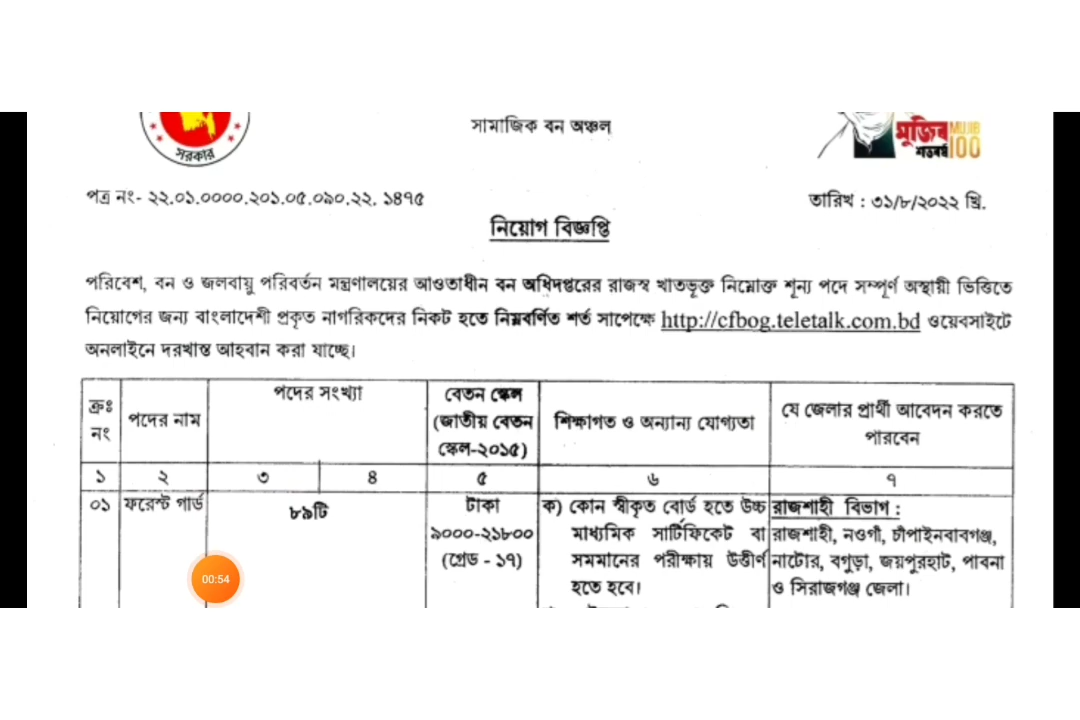 সরকার
সামাজিক বন অঞ্চল
মুজিব MUJIB
শতবর্ষ 100
পত্র নং- ২২.০১.০০০০.২০১.০৫.০৯০.২২. ১৪৭৫
তারিখ : ৩১/৮/২০২২ খ্রি.
নিয়োগ বিজ্ঞপ্তি
পরিবেশ, বন ও জলবায়ু পরিবর্তন মন্ত্রণালয়ের আওতাধীন বন অধিদপ্তরের রাজস্ব খাতভূক্ত নিম্নোক্ত শূন্য পদে সম্পূর্ণ অস্থায়ী ভিত্তিতে
নিয়োগের জন্য বাংলাদেশী প্রকৃত নাগরিকদের নিকট হতে নিম্নবর্ণিত শর্ত সাপেক্ষে http://cfbog.teletalk.com.bd ওয়েবসাইটে
অনলাইনে দরখাস্ত আহবান করা যাচ্ছে।
ক্রঃ নং
পদের নাম
পদের সংখ্যা
বেতন স্কেল
(জাতীয় বেতন
স্কেল-২০১৫)
শিক্ষাগত ও অন্যান্য যোগ্যতা
যে জেলার প্রার্থী আবেদন করতে
পারবেন
১ ২ ৩ ৪ ৫ ৬ ৭
০১ ফরেস্ট গার্ড
৮৯টি
টাকা
৯০০০-২১৮০০
(গ্রেড - ১৭)
ক) কোন স্বীকৃত বোর্ড হতে উচ্চ
মাধ্যমিক সার্টিফিকেট বা
সমমানের পরীক্ষায় উত্তীর্ণ
হতে হবে।
রাজশাহী বিভাগ :
রাজশাহী, নওগাঁ, চাঁপাইনবাবগঞ্জ,
নাটোর, বগুড়া, জয়পুরহাট, পাবনা
ও সিরাজগঞ্জ জেলা।
00:54